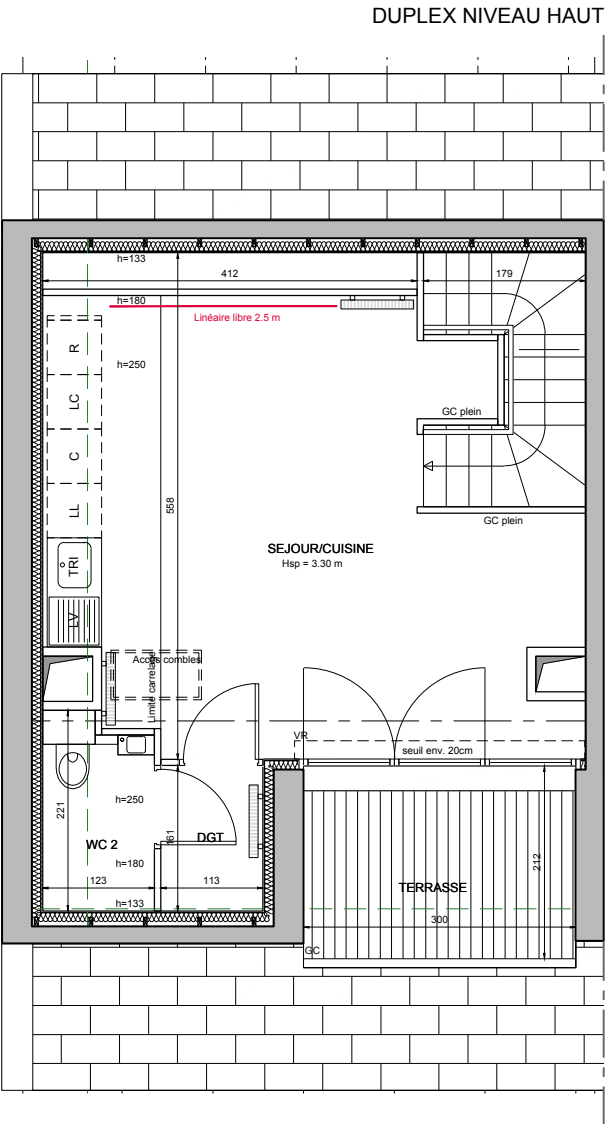 DUPLEX NIVEAU HAUT
h=133
412
179
h=180
Linéaire libre 2.5 m
R
h=250
LC
GC plein
C
558
LL
GC plein
SEJOUR/CUISINE
Hsp = 3.30 m
TRI
LV
Accès combles
Limite carrelage
VR
seuil env. 20cm
h=250
221
161
WC 2
DGT
h=180
212
TERRASSE
123
113
h=133
300
GC